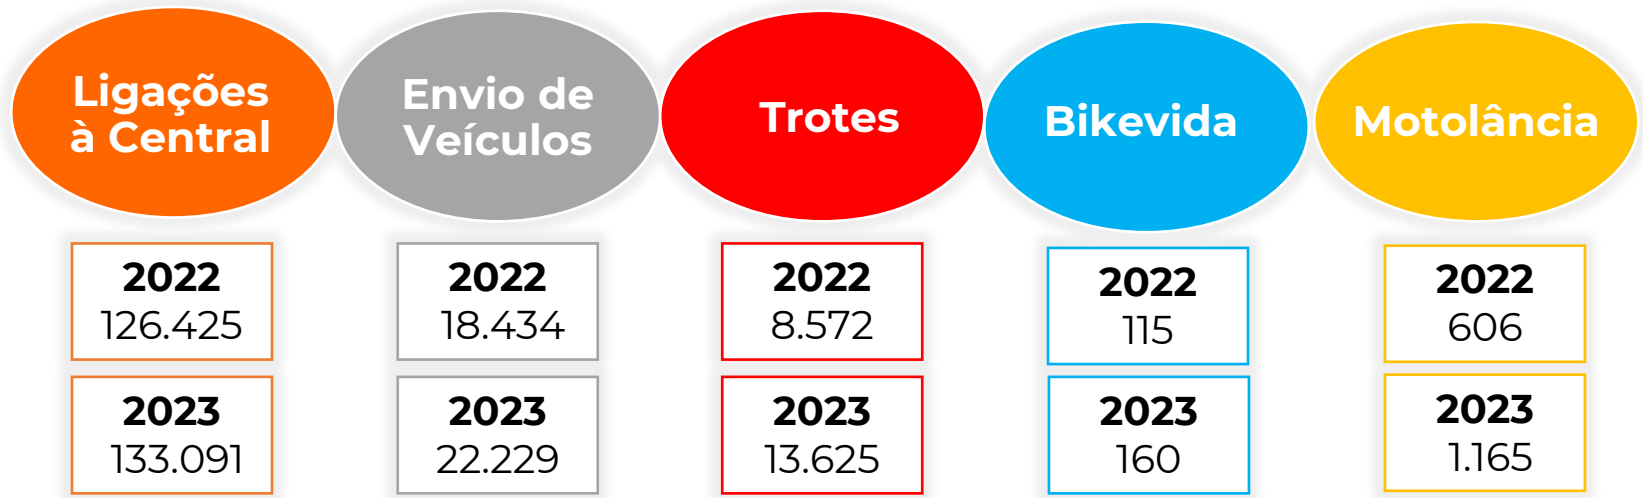 Ligações
à Central
Envio de
Veículos
Trotes
Bikevida
Motolância
2022
126.425
2022
18.434
2022
8.572
2022
115
2022
606
2023
133.091
2023
22.229
2023
13.625
2023
160
2023
1.165